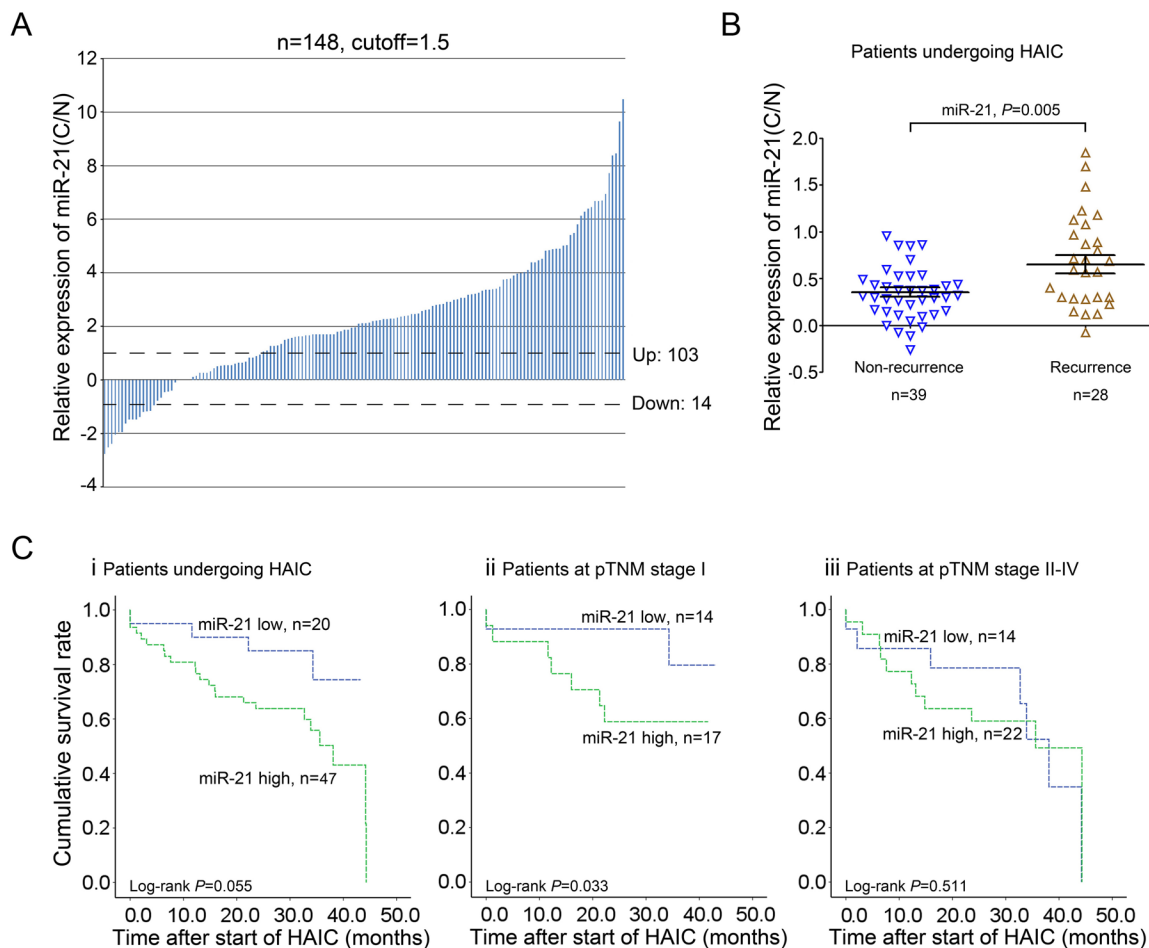 A
n=148, cutoff=1.5
Relative expression of miR-21(C/N)
12
10
8
6
4
2
0
-2
-4
Up: 103
Down: 14
B
Patients undergoing HAIC
miR-21, P=0.005
Relative expression of miR-21(C/N)
2.0
1.5
1.0
0.5
0.0
-0.5
Non-recurrence
Recurrence
n=39
n=28
C
i Patients undergoing HAIC
Cumulative survival rate
1.0
0.8
0.6
0.4
0.2
0.0
miR-21 low, n=20
miR-21 high, n=47
Log-rank P=0.055
0.0 10.0 20.0 30.0 40.0 50.0
Time after start of HAIC (months)
ii Patients at pTNM stage I
1.0
0.8
0.6
0.4
0.2
0.0
miR-21 low, n=14
miR-21 high, n=17
Log-rank P=0.033
0.0 10.0 20.0 30.0 40.0 50.0
Time after start of HAIC (months)
iii Patients at pTNM stage II-IV
1.0
0.8
0.6
0.4
0.2
0.0
miR-21 low, n=14
miR-21 high, n=22
Log-rank P=0.511
0.0 10.0 20.0 30.0 40.0 50.0
Time after start of HAIC (months)